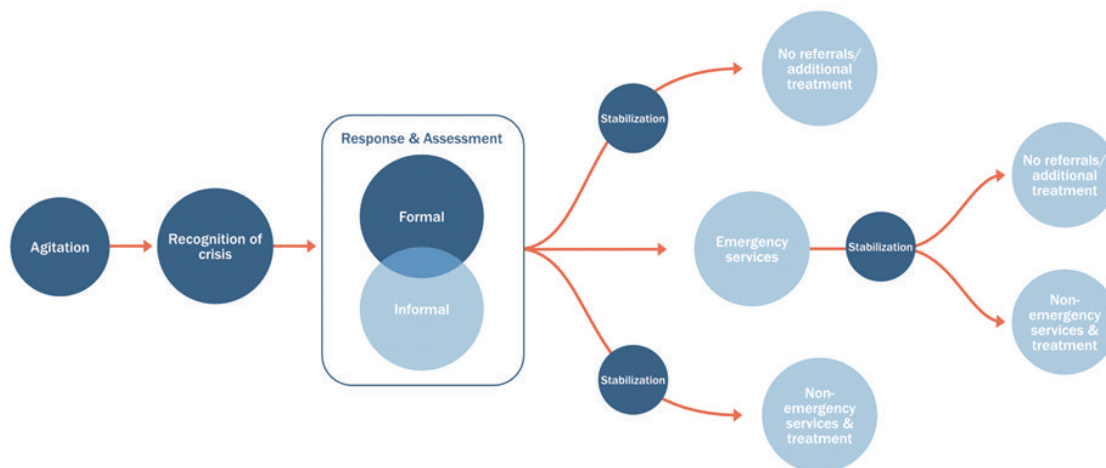 Agitation
Recognition of
crisis
Response & Assessment
Formal
Informal
Stabilization
No referrals/
additional
treatment
Emergency
services
Stabilization
No referrals/
additional
treatment
Non-
emergency
services &
treatment
Stabilization
Non-
emergency
services &
treatment